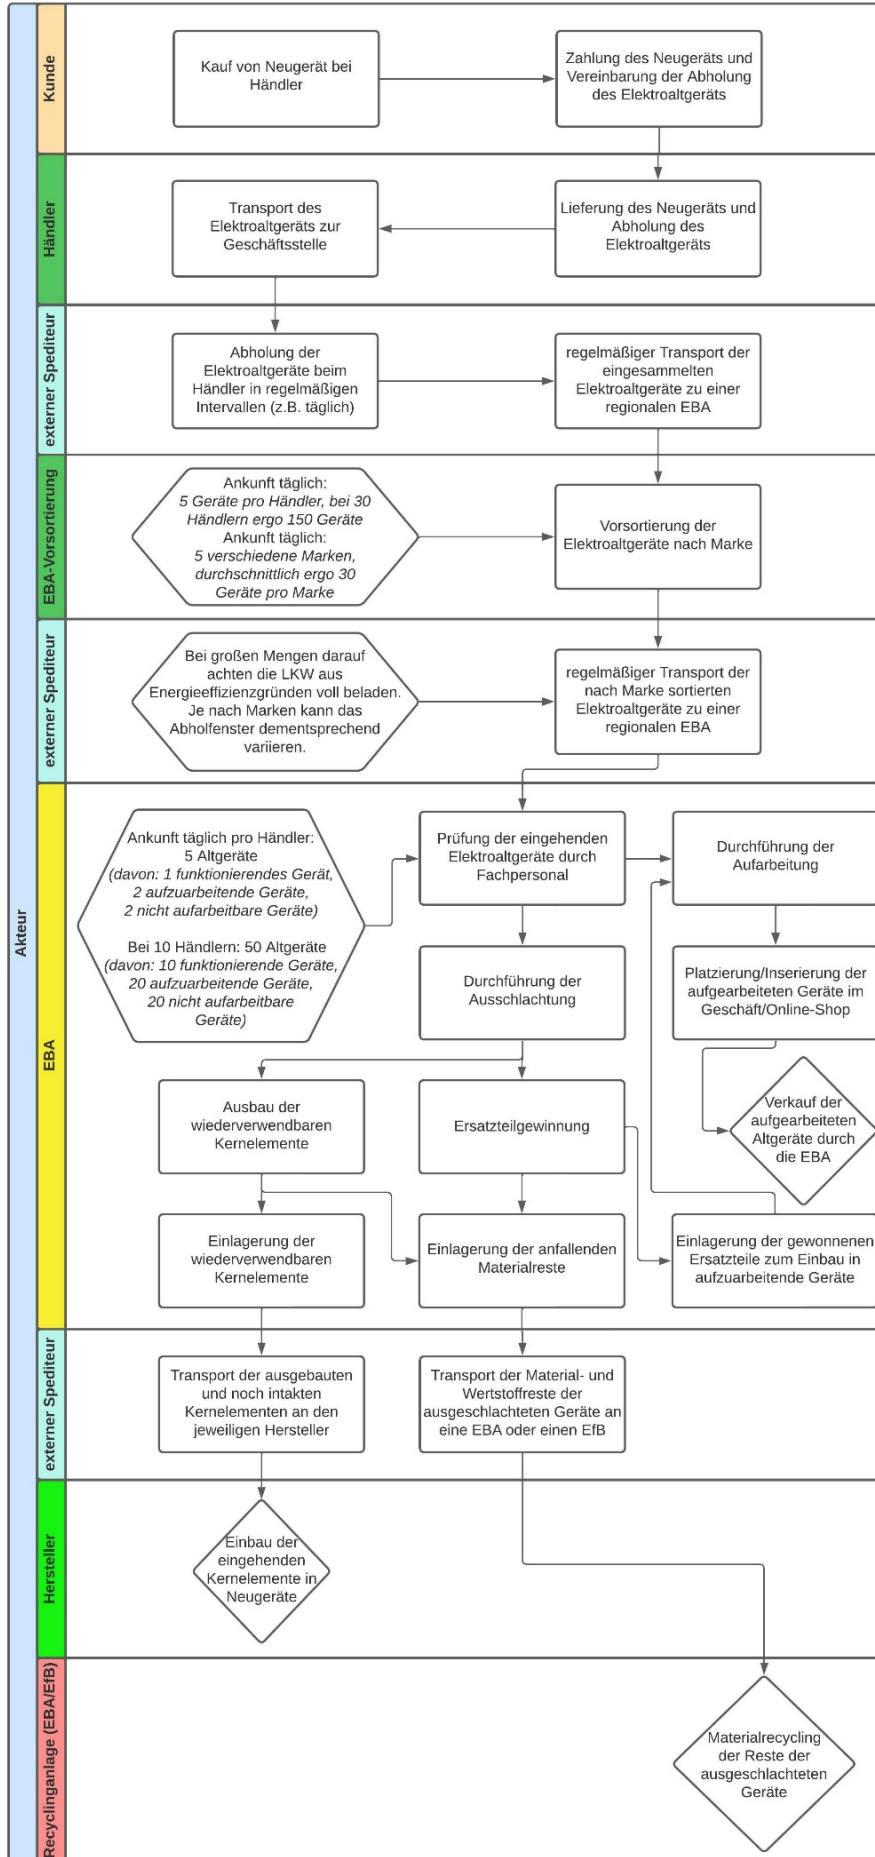 Akteur
Kunde
Kauf von Neugerät bei
Händler
Zahlung des Neugeräts und
Vereinbarung der Abholung
des Elektroaltgeräts
Händler
Transport des
Elektroaltgeräts zur
Geschäftsstelle
Lieferung des Neugeräts und
Abholung des
Elektroaltgeräts
externer Spediteur
Abholung der
Elektroaltgeräte beim
Händler in regelmäßigen
Intervallen (z.B. täglich)
regelmäßiger Transport der
eingesammelten
Elektroaltgeräte zu einer
regionalen EBA
EBA-Vorsortierung
Ankunft täglich:
5 Geräte pro Händler, bei 30
Händlern ergo 150 Geräte
Ankunft täglich:
5 verschiedene Marken,
durchschnittlich ergo 30
Geräte pro Marke
Vorsortierung der
Elektroaltgeräte nach Marke
externer Spediteur
Bei großen Mengen darauf
achten die LKW aus
Energieeffizienzgründen voll beladen.
Je nach Marken kann das
Abholfenster dementsprechend
variieren.
regelmäßiger Transport der
nach Marke sortierten
Elektroaltgeräte zu einer
regionalen EBA
EBA
Ankunft täglich pro Händler:
5 Altgeräte
(davon: 1 funktionierendes Gerät,
2 aufzuarbeitende Geräte,
2 nicht aufarbeitbare Geräte)
Bei 10 Händlern: 50 Altgeräte
(davon: 10 funktionierende Geräte,
20 aufzuarbeitende Geräte,
20 nicht aufarbeitbare
Geräte)
Prüfung der eingehenden
Elektroaltgeräte durch
Fachpersonal
Durchführung der
Aufarbeitung
Durchführung der
Ausschlachtung
Platzierung/Inserierung der
aufgearbeiteten Geräte im
Geschäft/Online-Shop
Ausbau der
wiederverwendbaren
Kernelemente
Ersatzteilgewinnung
Verkauf der
aufgearbeiteten
Altgeräte durch
die EBA
Einlagerung der
wiederverwendbaren
Kernelemente
Einlagerung der anfallenden
Materialreste
Einlagerung der gewonnenen
Ersatzteile zum Einbau in
aufzuarbeitende Geräte
externer Spediteur
Transport der ausgebauten
und noch intakten
Kernelementen an den
jeweiligen Hersteller
Transport der Material- und
Wertstoffreste der
ausgeschlachteten Geräte an
eine EBA oder einen EfB
Hersteller
Einbau der
eingehenden
Kernelemente in
Neugeräte
Recyclinganlage (EBA/EfB)
Materialrecycling
der Reste der
ausgeschlachteten
Geräte